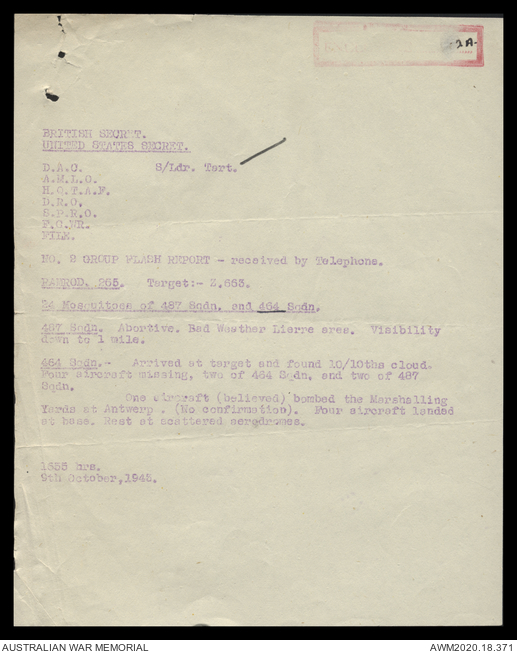 -2A-
BRITISH SECRET.
UNITED STATES SECRET.
D.A.C. S/Ldr. Tart.
A.M.L.O.
H.Q.T.A.F.
D.R.O.
S.P.R.O.
FILE.
NO. 2 GROUP FLASH REPORT - received by Telephone.
RAMROD. 265. Target:- Z.663.
24 Mosquitoes of 487 Sqdn. and 464 Sqdn.
487 Sqdn. Abortive. Bad Weather Lierre area. Visibility
down to 1 mile.
464 Sqdn.- Arrived at target and found 10/10ths cloud.
Four aircraft missing, two of 464 Sqdn. and two of 487
Sqdn.
One aircraft (believed) bombed the Marshalling
Yards at Antwerp. (No confirmation). Four aircraft landed
at base. Rest at scattered aerodromes.
1655 hrs.
9th October, 1943.
AUSTRALIAN WAR MEMORIAL AWM2020.18.371